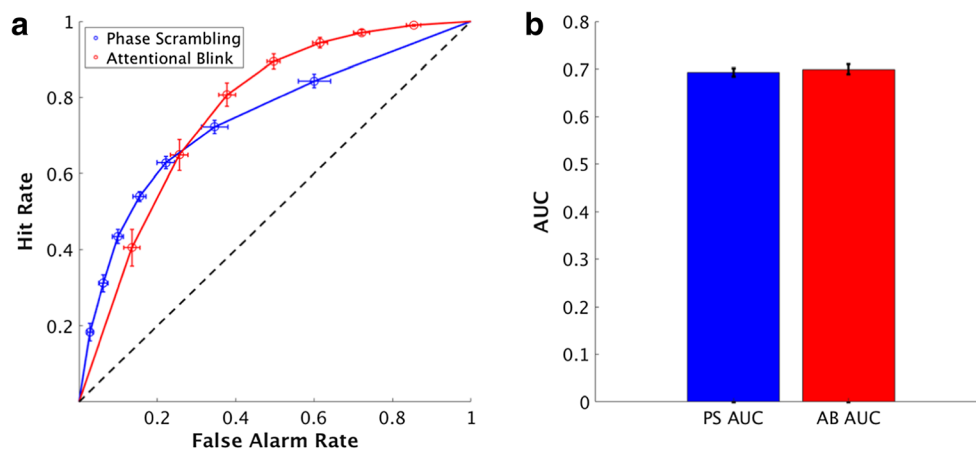 a
Phase Scrambling
Attentional Blink
Hit Rate
1
0.8
0.6
0.4
0.2
0.2
0.4
0.6
0.8
1
False Alarm Rate
b
AUC
0.8
0.7
0.6
0.5
0.4
0.3
0.2
0.1
0
PS AUC
AB AUC